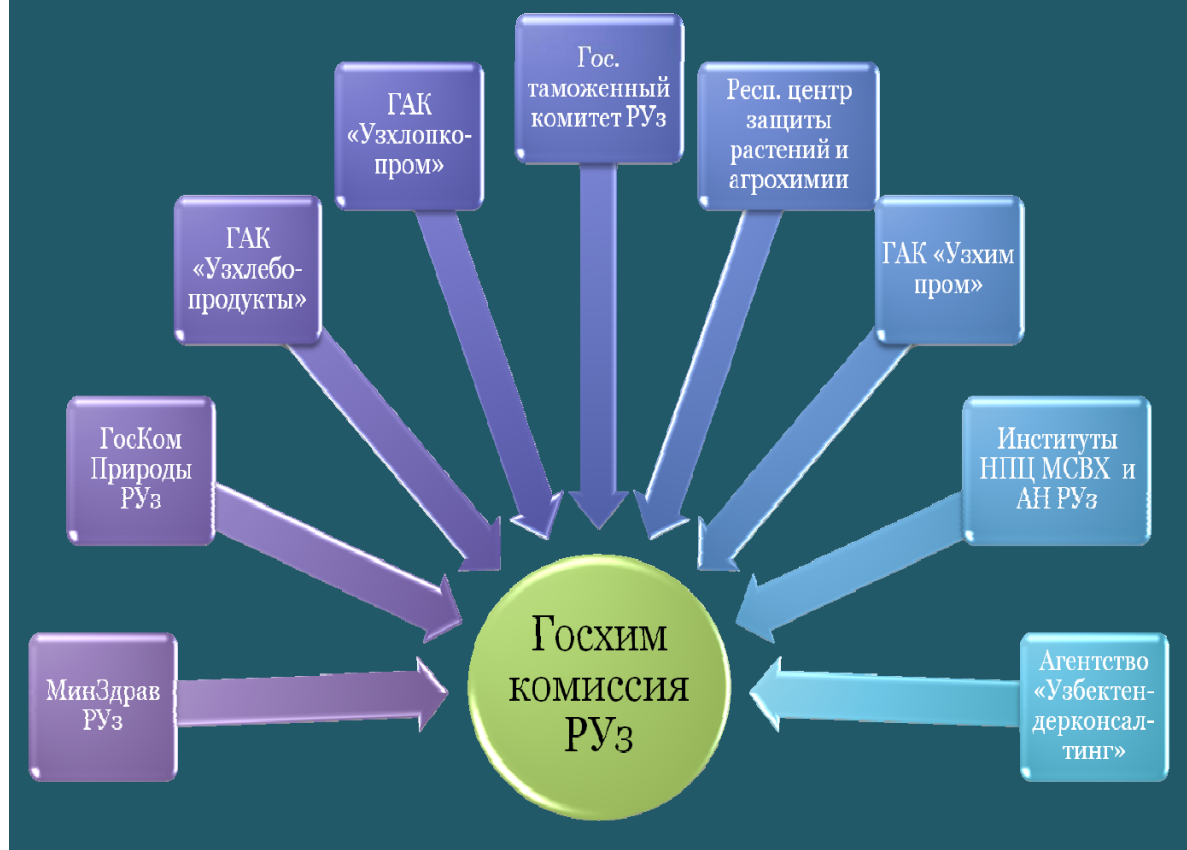 Гос.
таможенный
комитет РУз
ГАК
«Узхлопко-
пром»
Респ. центр
защиты
растений и
агрохимии
ГАК
«Узхлебо-
продукты»
ГАК «Узхим
пром»
ГосКом
Природы
РУз
Институты
НПЦ МСВХ и
АН РУз
МинЗдрав
РУз
Госхим
комиссия
РУз
Агентство
«Узбектен-
дерконсал-
тинг»